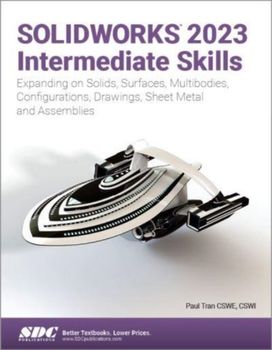 SOLIDWORKS® 2023
Intermediate Skills
Expanding on Solids, Surfaces, Multibodies,
Configurations, Drawings, Sheet Metal
and Assemblies
Paul Tran CSWE, CSWI
SDC
PUBLICATIONS
Better Textbooks. Lower Prices.
www.SDCpublications.com